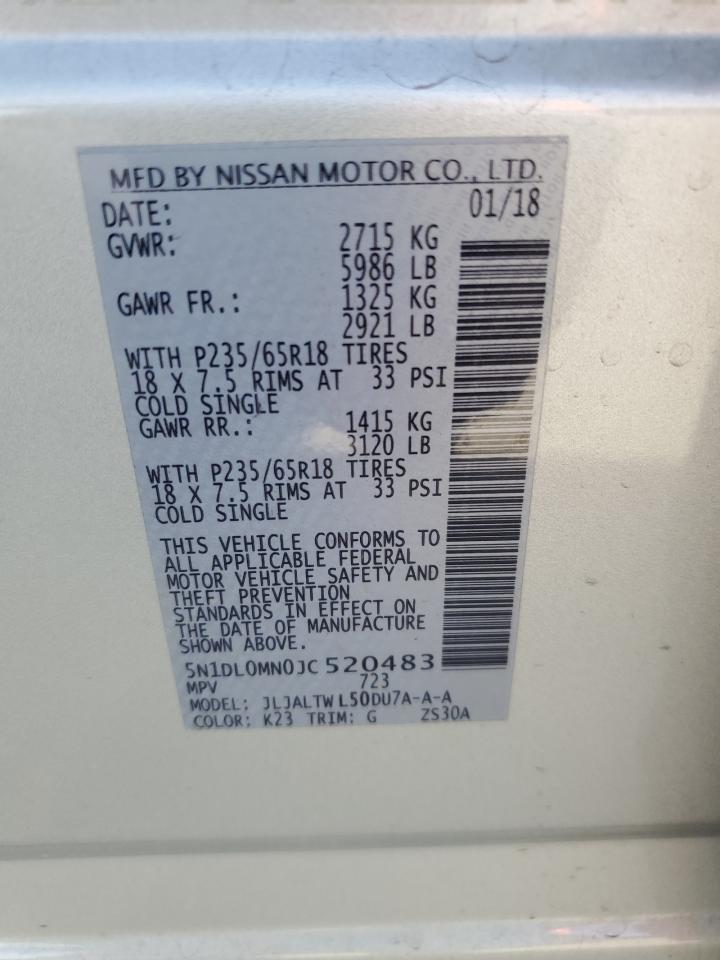 MFD BY NISSAN MOTOR CO., LTD.
DATE: 01/18
GVWR: 2715 KG
5986 LB
GAWR FR.: 1325 KG
2921 LB
WITH P235/65R18 TIRES
18 X 7.5 RIMS AT 33 PSI
COLD SINGLE
GAWR RR.: 1415 KG
3120 LB
WITH P235/65R18 TIRES
18 X 7.5 RIMS AT 33 PSI
COLD SINGLE
THIS VEHICLE CONFORMS TO
ALL APPLICABLE FEDERAL
MOTOR VEHICLE SAFETY AND
THEFT PREVENTION
STANDARDS IN EFFECT ON
THE DATE OF MANUFACTURE
SHOWN ABOVE.
5N1DL0MN0JC 520483
MPV 723
MODEL: JLJALTW L50DU7A-A-A
COLOR: K23 TRIM: G ZS30A